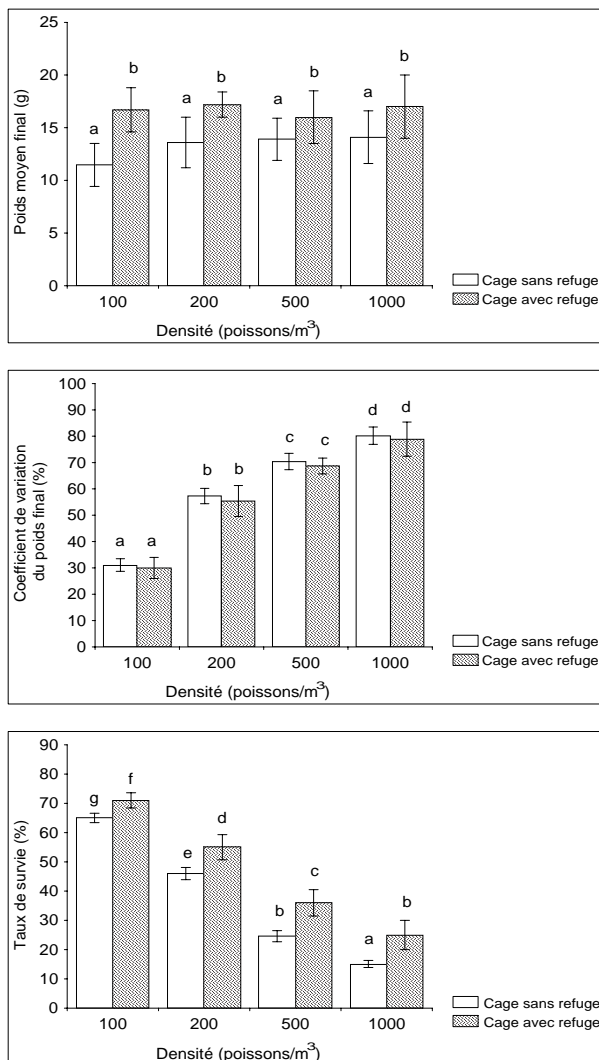 25
20
15
10
5
0
Poids moyen final (g)
a b a b a b a b
100 200 500 1000
Densité (poissons/m³)
Cage sans refuge
Cage avec refuge
100
90
80
70
60
50
40
30
20
10
0
Coefficient de variation
du poids final (%)
a a b b c c d d
100 200 500 1000
Densité (poissons/m³)
Cage sans refuge
Cage avec refuge
90
80
70
60
50
40
30
20
10
0
Taux de survie (%)
g f e d b c a b
100 200 500 1000
Densité (poissons/m³)
Cage sans refuge
Cage avec refuge